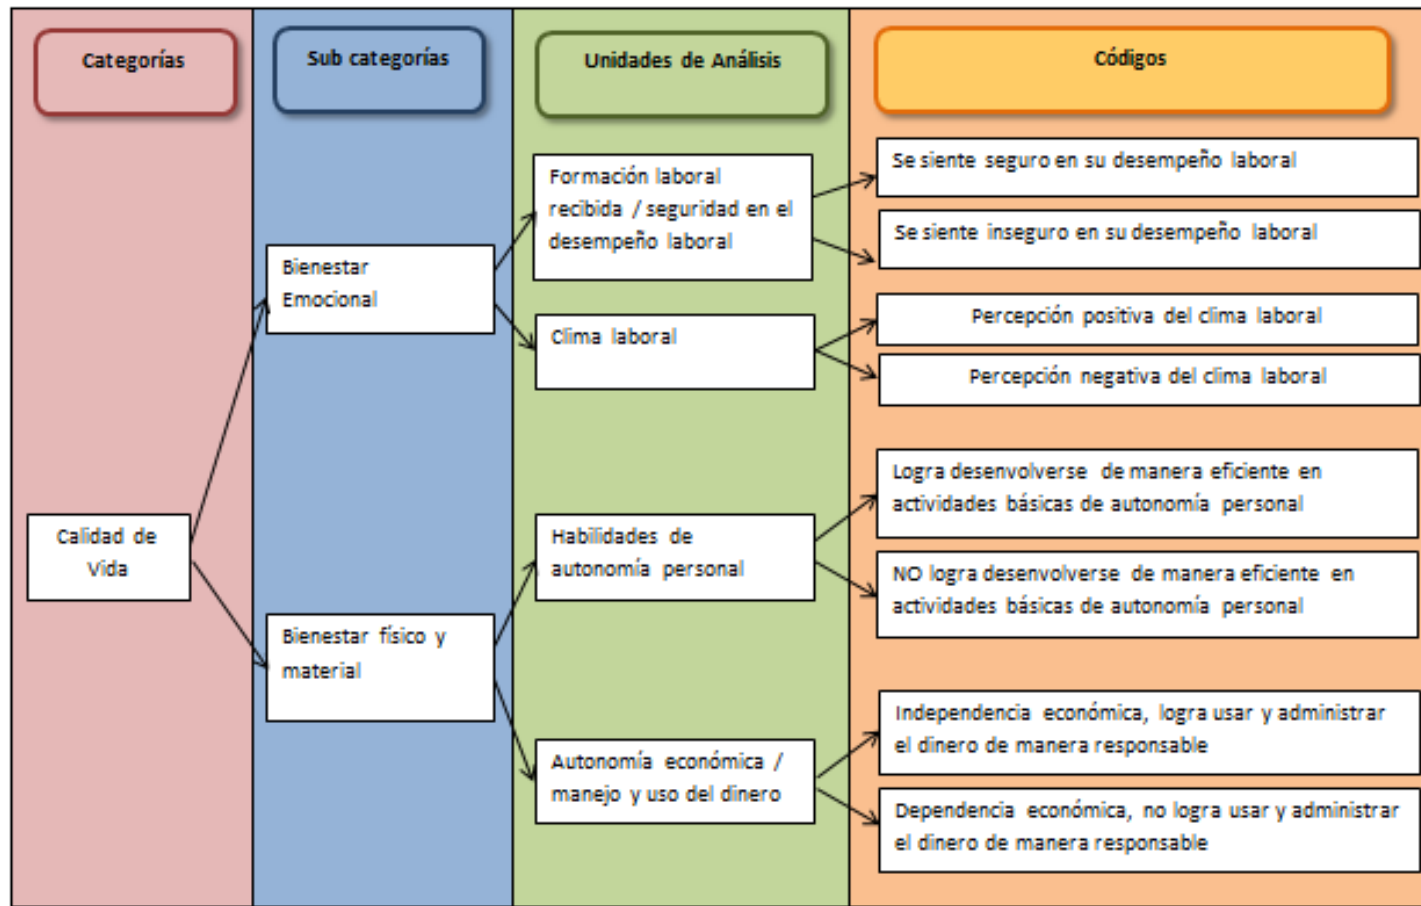 Categorías
Sub categorías
Unidades de Análisis
Códigos
Calidad de
Vida
Bienestar
Emocional
Bienestar físico y
material
Formación laboral
recibida / seguridad en el
desempeño laboral
Clima laboral
Habilidades de
autonomía personal
Autonomía económica /
manejo y uso del dinero
Se siente seguro en su desempeño laboral
Se siente inseguro en su desempeño laboral
Percepción positiva del clima laboral
Percepción negativa del clima laboral
Logra desenvolverse de manera eficiente en
actividades básicas de autonomía personal
NO logra desenvolverse de manera eficiente en
actividades básicas de autonomía personal
Independencia económica, logra usar y administrar
el dinero de manera responsable
Dependencia económica, no logra usar y administrar
el dinero de manera responsable